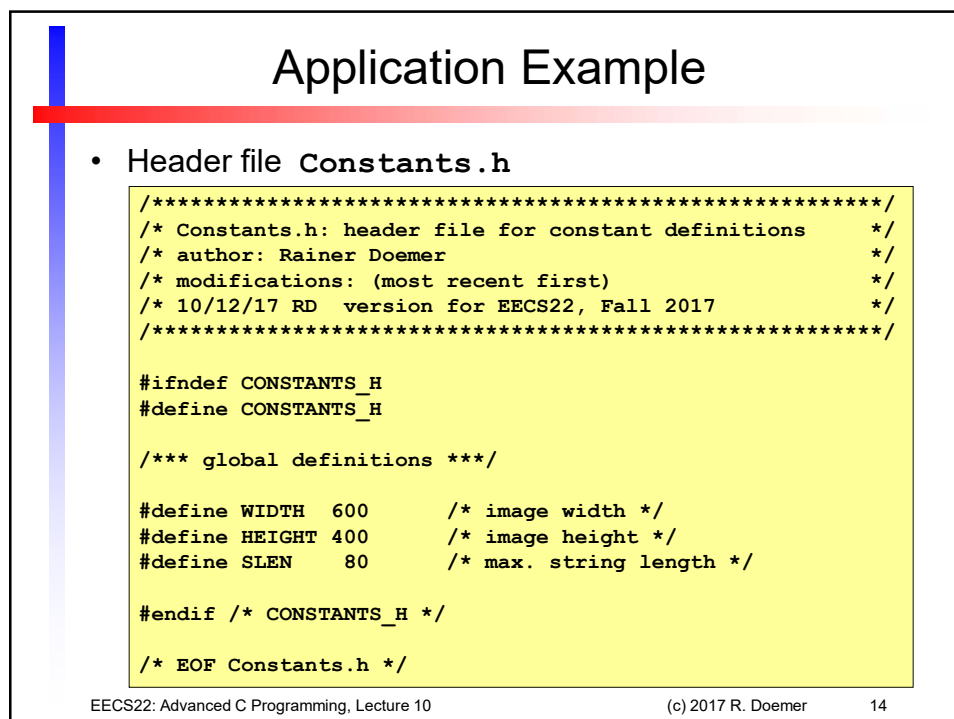 Application Example
• Header file Constants.h
/*********************************************************/
/* Constants.h: header file for constant definitions     */
/* author: Rainer Doemer                                 */
/* modifications: (most recent first)                    */
/* 10/12/17 RD  version for EECS22, Fall 2017            */
/*********************************************************/
#ifndef CONSTANTS_H
#define CONSTANTS_H
/*** global definitions ***/
#define WIDTH  600      /* image width */
#define HEIGHT 400      /* image height */
#define SLEN    80      /* max. string length */
#endif /* CONSTANTS_H */
/* EOF Constants.h */
EECS22: Advanced C Programming, Lecture 10 (c) 2017 R. Doemer 14